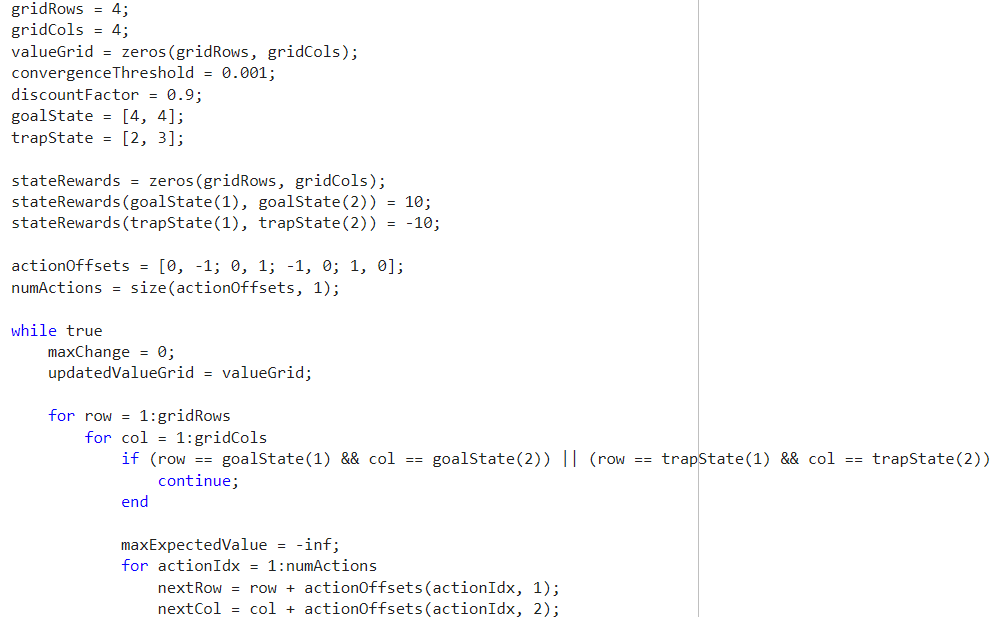 gridRows = 4;
gridCols = 4;
valueGrid = zeros(gridRows, gridCols);
convergenceThreshold = 0.001;
discountFactor = 0.9;
goalState = [4, 4];
trapState = [2, 3];

stateRewards = zeros(gridRows, gridCols);
stateRewards(goalState(1), goalState(2)) = 10;
stateRewards(trapState(1), trapState(2)) = -10;

actionOffsets = [0, -1; 0, 1; -1, 0; 1, 0];
numActions = size(actionOffsets, 1);

while true
    maxChange = 0;
    updatedValueGrid = valueGrid;

    for row = 1:gridRows
        for col = 1:gridCols
            if (row == goalState(1) && col == goalState(2)) || (row == trapState(1) && col == trapState(2))
                continue;
            end

            maxExpectedValue = -inf;
            for actionIdx = 1:numActions
                nextRow = row + actionOffsets(actionIdx, 1);
                nextCol = col + actionOffsets(actionIdx, 2);